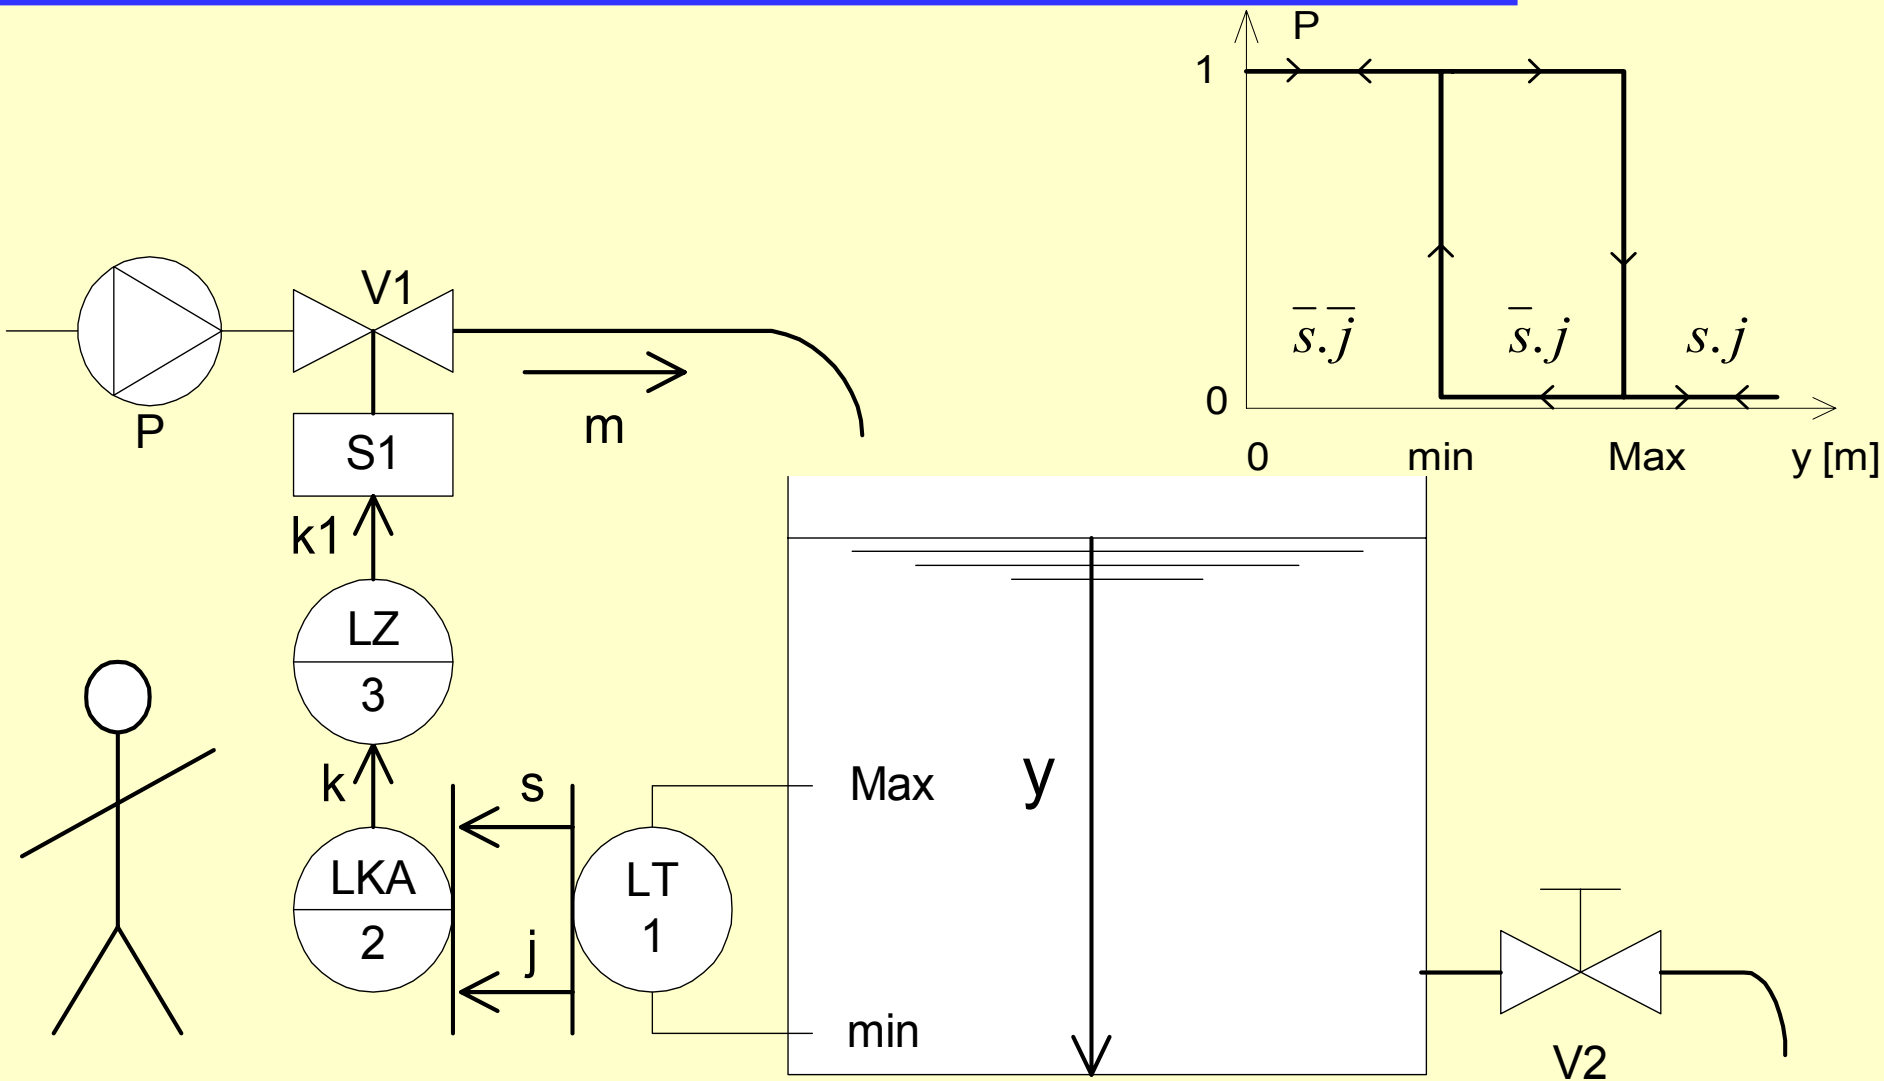 P
1
s̅.j̅
s̅.j
s.j
0
0
min
Max
y [m]
V1
P
S1
m
k1
LZ
3
k
s
Max
y
LKA
2
j
LT
1
min
V2